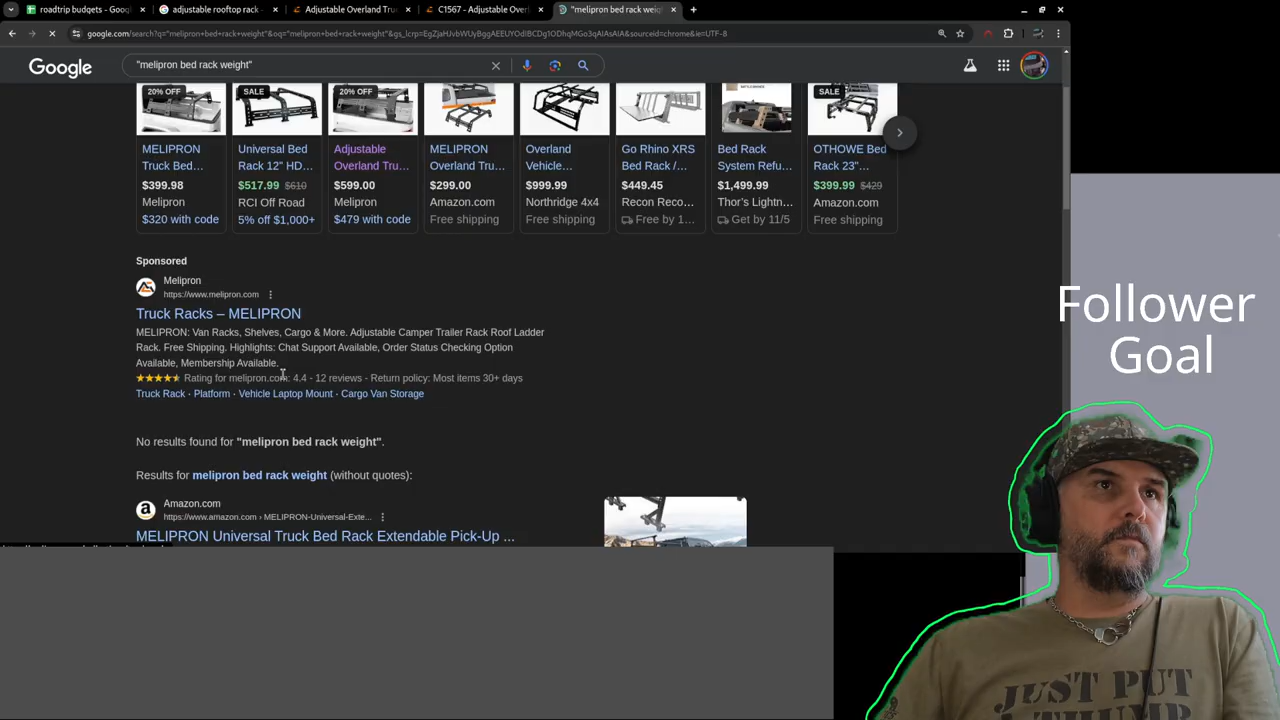 roadtrip budgets - Goog
adjustable rooftop rack -
Adjustable Overland Truc
C1567 - Adjustable Over
"melipron bed rack weigh
google.com/search?q="melipron+bed+rack+weight"&oq="melipron+bed+rack+weight"&gs_lcrp=EgZjaHJvbWUyBggAEEUYOdIBCDg1ODhqMGo3qAIAsAIA&sourceid=chrome&ie=UTF-8
Google
"melipron bed rack weight"
20% OFF
SALE
20% OFF
SALE
MELIPRON
Truck Bed...
$399.98
Melipron
$320 with code
Universal Bed
Rack 12" HD...
$517.99 $610
RCI Off Road
5% off $1,000+
Adjustable
Overland Tru...
$599.00
Melipron
$479 with code
MELIPRON
Overland Tru...
$299.00
Amazon.com
Free shipping
Overland
Vehicle...
$999.99
Northridge 4x4
Free shipping
Go Rhino XRS
Bed Rack /...
$449.45
Recon Reco...
Free by 1...
Bed Rack
System Refu...
$1,499.99
Thor's Lightn...
Get by 11/5
OTHOWE Bed
Rack 23"...
$399.99 $429
Amazon.com
Free shipping
Sponsored
Melipron
https://www.melipron.com
Truck Racks – MELIPRON
MELIPRON: Van Racks, Shelves, Cargo & More. Adjustable Camper Trailer Rack Roof Ladder
Rack. Free Shipping. Highlights: Chat Support Available, Order Status Checking Option
Available, Membership Available.
Rating for melipron.com: 4.4 - 12 reviews - Return policy: Most items 30+ days
Truck Rack · Platform · Vehicle Laptop Mount · Cargo Van Storage
No results found for "melipron bed rack weight".
Results for melipron bed rack weight (without quotes):
Amazon.com
https://www.amazon.com › MELIPRON-Universal-Exte...
MELIPRON Universal Truck Bed Rack Extendable Pick-Up ...
Follower
Goal
JUST PUT
A THUMB